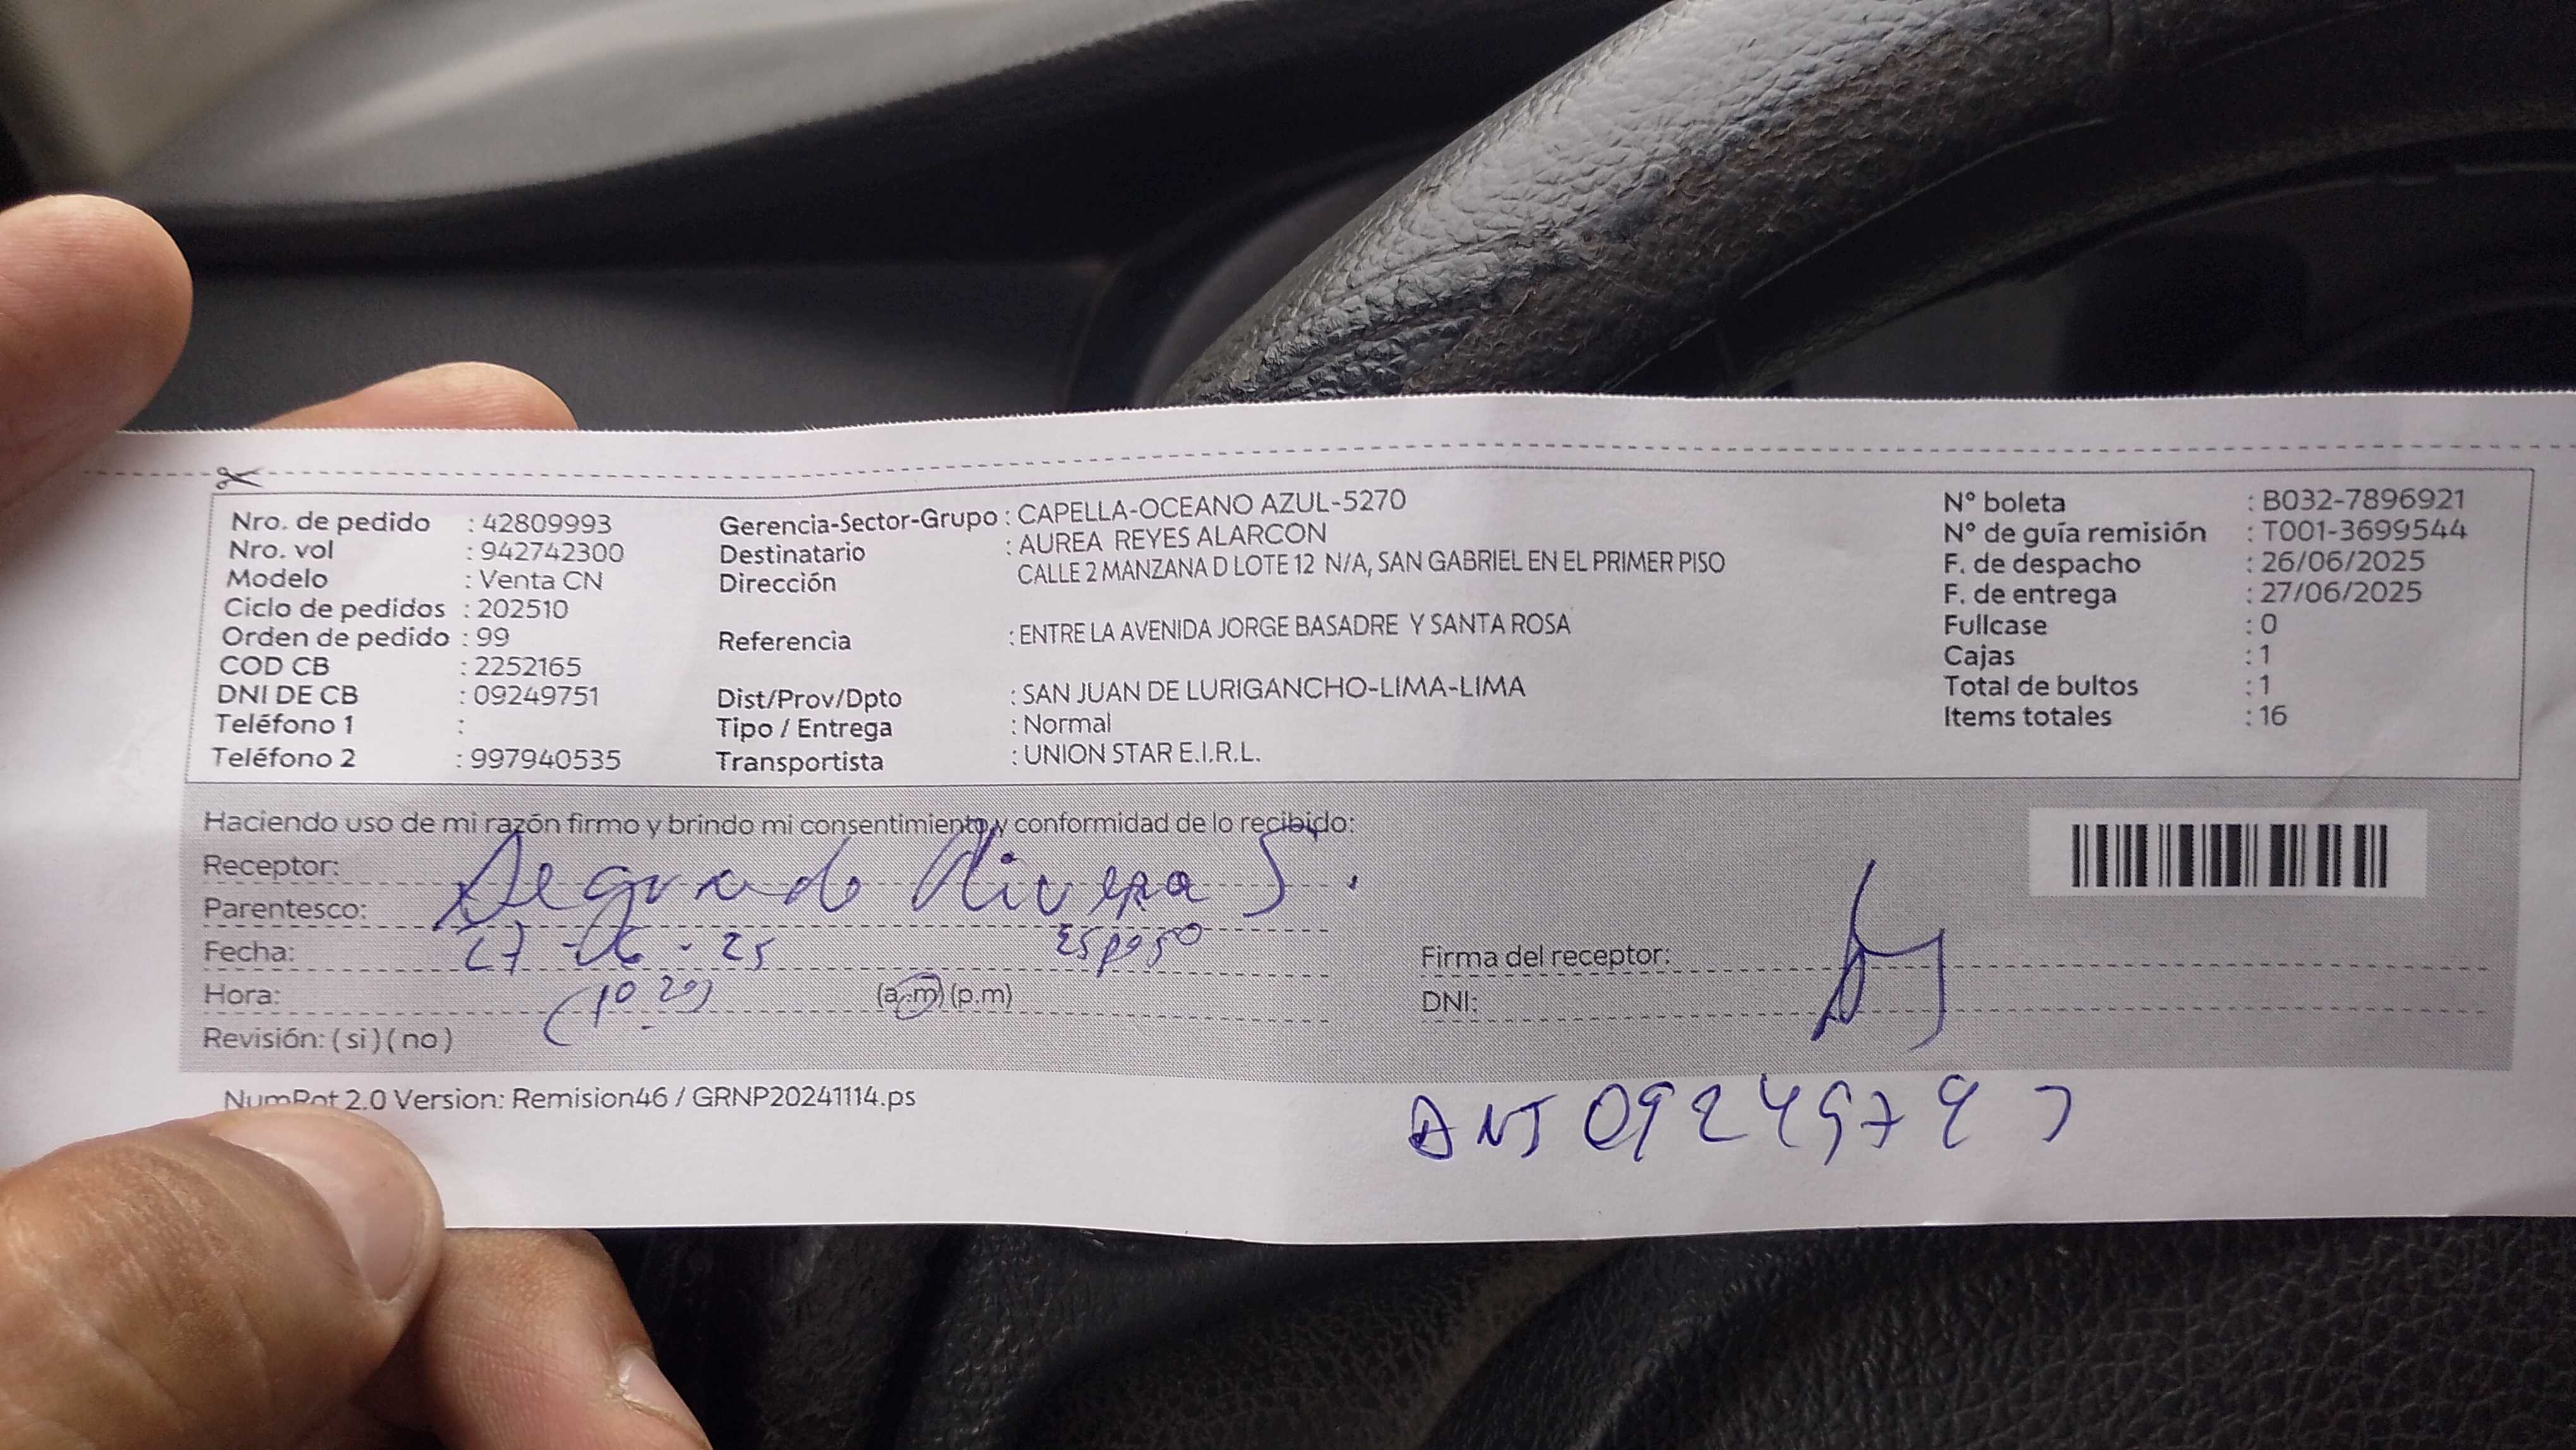 Nro. de pedido : 42809993
Nro. vol : 942742300
Modelo : Venta CN
Ciclo de pedidos : 202510
Orden de pedido : 99
COD CB : 2252165
DNI DE CB : 09249751
Teléfono 1 :
Teléfono 2 : 997940535
Gerencia-Sector-Grupo : CAPELLA-OCEANO AZUL-5270
Destinatario : AUREA REYES ALARCON
Dirección CALLE 2 MANZANA D LOTE 12 N/A, SAN GABRIEL EN EL PRIMER PISO
Referencia : ENTRE LA AVENIDA JORGE BASADRE Y SANTA ROSA
Dist/Prov/Dpto : SAN JUAN DE LURIGANCHO-LIMA-LIMA
Tipo / Entrega : Normal
Transportista : UNION STAR E.I.R.L.
Nº boleta : B032-7896921
Nº de guía remisión : T001-3699544
F. de despacho : 26/06/2025
F. de entrega : 27/06/2025
Fullcase : 0
Cajas : 1
Total de bultos : 1
Items totales : 16
Haciendo uso de mi razón firmo y brindo mi consentimiento y conformidad de lo recibido:
Receptor: Segundo Olivera S.
Parentesco: Esposo
Fecha: 27-06-25
Hora: (10 20) (a.m) (p.m)
Revisión: ( si ) ( no )
Firma del receptor:
DNI:
NumPot 2.0 Version: Remision46 / GRNP20241114.ps
DNI